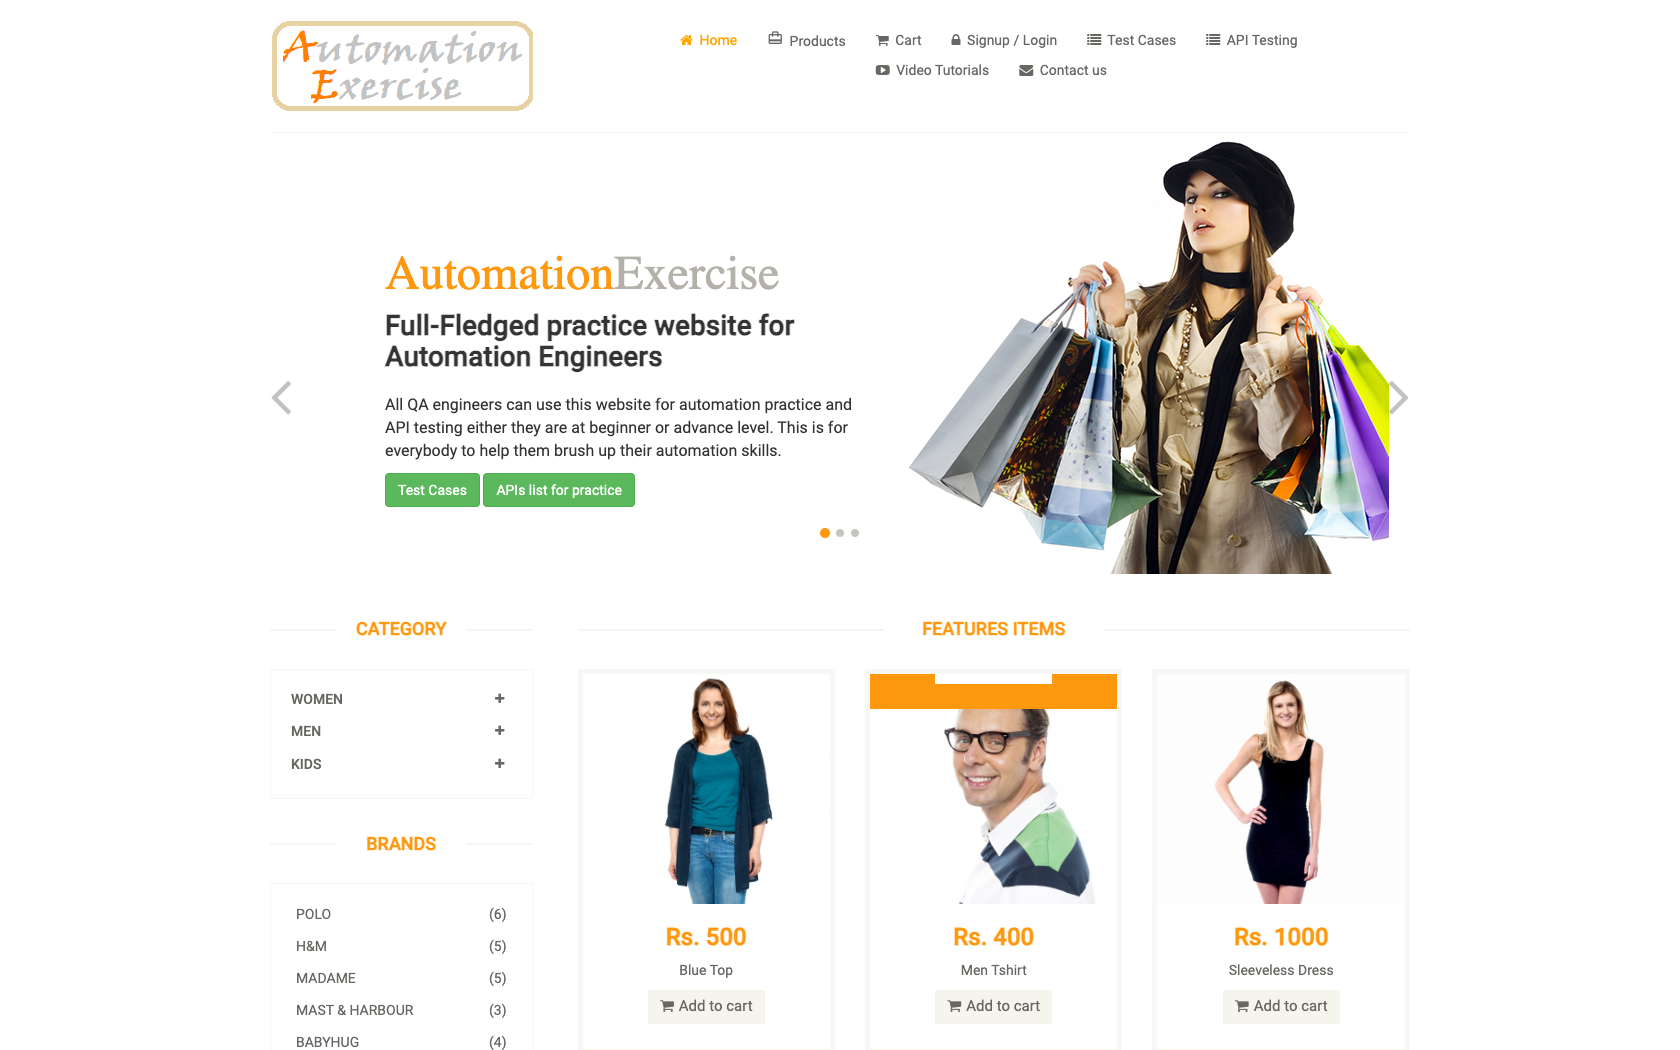 Automation
Exercise
Home
Products
Cart
Signup / Login
Test Cases
API Testing
Video Tutorials
Contact us
AutomationExercise
Full-Fledged practice website for
Automation Engineers
All QA engineers can use this website for automation practice and
API testing either they are at beginner or advance level. This is for
everybody to help them brush up their automation skills.
Test Cases
APIs list for practice
CATEGORY
WOMEN
MEN
KIDS
BRANDS
POLO (6)
H&M (5)
MADAME (5)
MAST & HARBOUR (3)
BABYHUG (4)
FEATURES ITEMS
Rs. 500
Blue Top
Add to cart
Rs. 400
Men Tshirt
Add to cart
Rs. 1000
Sleeveless Dress
Add to cart